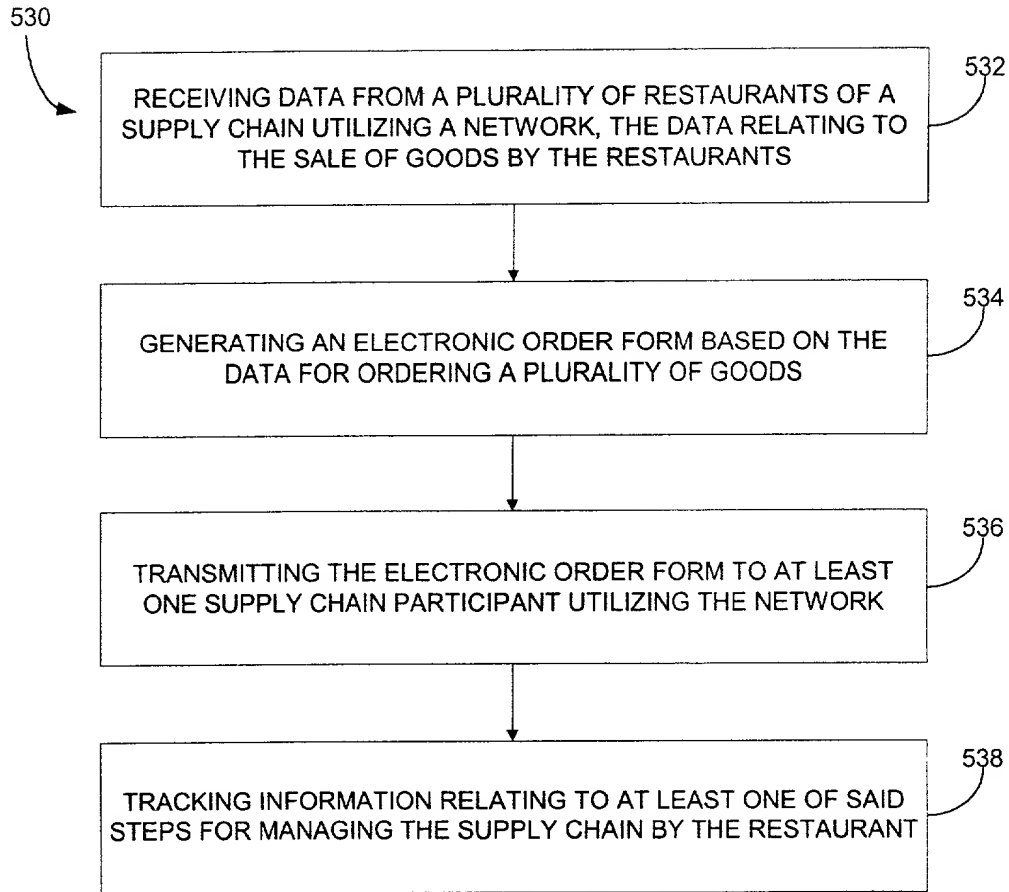 530
532
RECEIVING DATA FROM A PLURALITY OF RESTAURANTS OF A
SUPPLY CHAIN UTILIZING A NETWORK, THE DATA RELATING TO
THE SALE OF GOODS BY THE RESTAURANTS
534
GENERATING AN ELECTRONIC ORDER FORM BASED ON THE
DATA FOR ORDERING A PLURALITY OF GOODS
536
TRANSMITTING THE ELECTRONIC ORDER FORM TO AT LEAST
ONE SUPPLY CHAIN PARTICIPANT UTILIZING THE NETWORK
538
TRACKING INFORMATION RELATING TO AT LEAST ONE OF SAID
STEPS FOR MANAGING THE SUPPLY CHAIN BY THE RESTAURANT